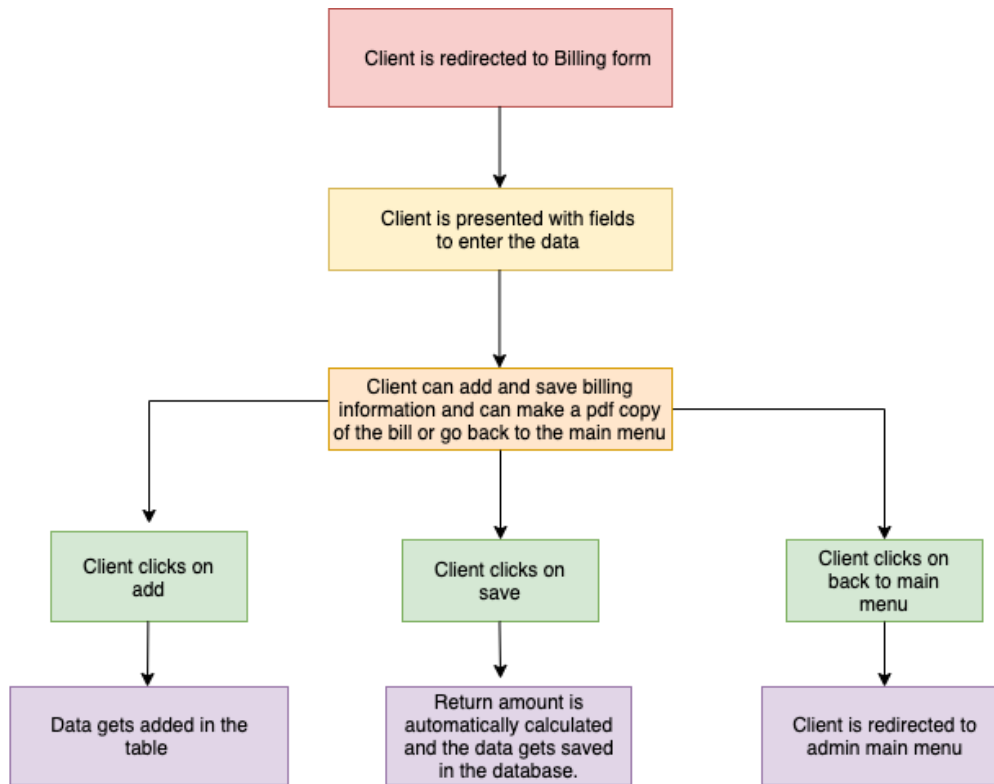 Client is redirected to Billing form
Client is presented with fields
to enter the data
Client can add and save billing
information and can make a pdf copy
of the bill or go back to the main menu
Client clicks on
add
Client clicks on
save
Client clicks on
back to main
menu
Data gets added in the
table
Return amount is
automatically calculated
and the data gets saved
in the database.
Client is redirected to
admin main menu